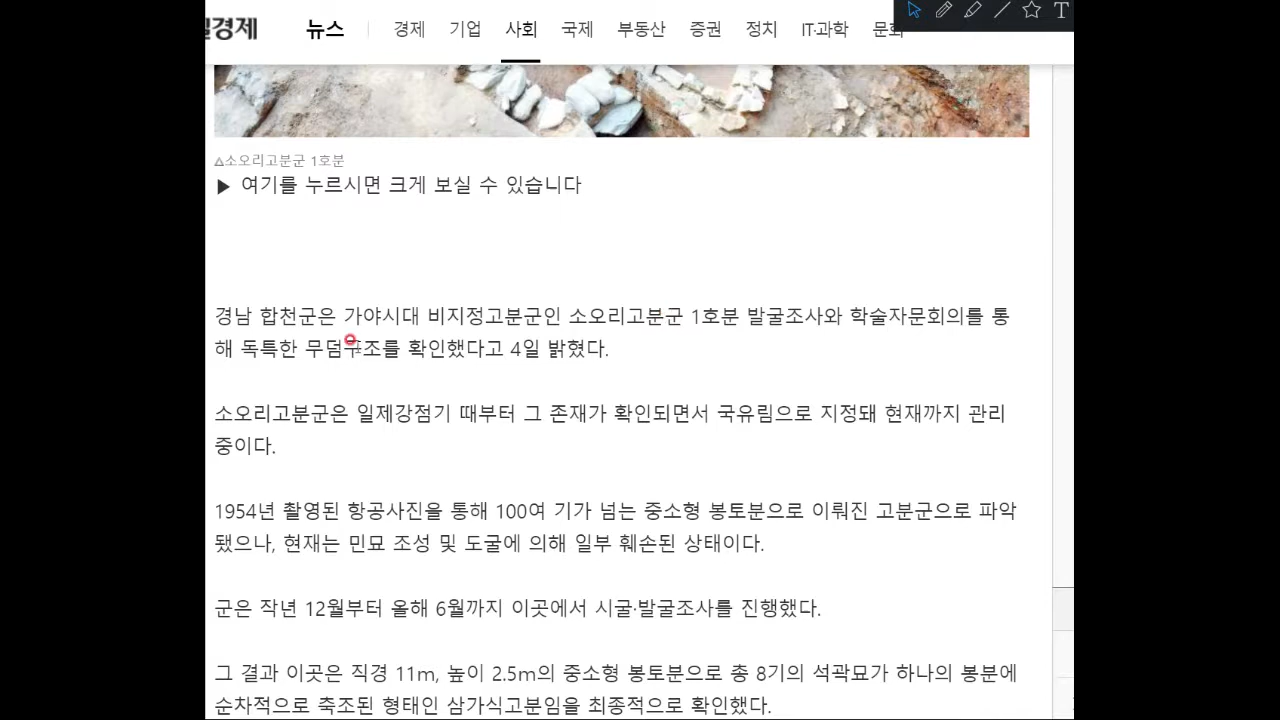 일경제
뉴스 경제 기업 사회 국제 부동산 증권 정치 IT·과학 문화
T
△소오리고분군 1호분
▶ 여기를 누르시면 크게 보실 수 있습니다
경남 합천군은 가야시대 비지정고분군인 소오리고분군 1호분 발굴조사와 학술자문회의를 통
해 독특한 무덤구조를 확인했다고 4일 밝혔다.
소오리고분군은 일제강점기 때부터 그 존재가 확인되면서 국유림으로 지정돼 현재까지 관리
중이다.
1954년 촬영된 항공사진을 통해 100여 기가 넘는 중소형 봉토분으로 이뤄진 고분군으로 파악
됐으나, 현재는 민묘 조성 및 도굴에 의해 일부 훼손된 상태이다.
군은 작년 12월부터 올해 6월까지 이곳에서 시굴·발굴조사를 진행했다.
그 결과 이곳은 직경 11m, 높이 2.5m의 중소형 봉토분으로 총 8기의 석곽묘가 하나의 봉분에
순차적으로 축조된 형태인 삼가식고분임을 최종적으로 확인했다.